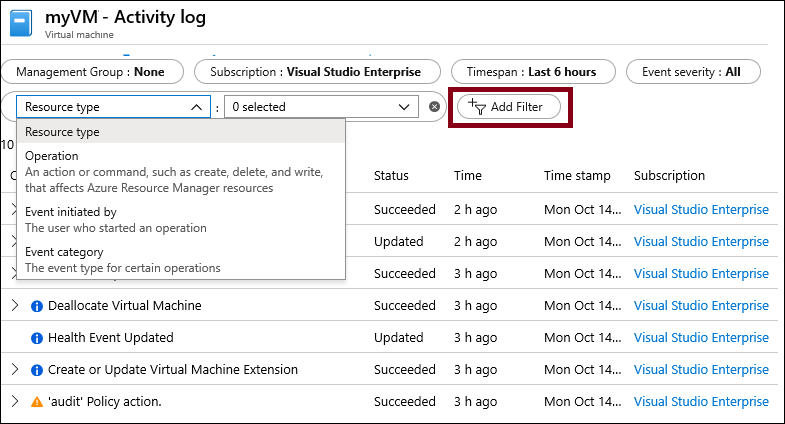 myVM - Activity log
Virtual machine
Management Group : None
Subscription : Visual Studio Enterprise
Timespan : Last 6 hours
Event severity : All
Resource type
:
0 selected
Add Filter
Resource type
Operation
An action or command, such as create, delete, and write,
that affects Azure Resource Manager resources
Event initiated by
The user who started an operation
Event category
The event type for certain operations
10
Status Time Time stamp Subscription
Succeeded 2 h ago Mon Oct 14... Visual Studio Enterprise
Updated 2 h ago Mon Oct 14... Visual Studio Enterprise
Succeeded 3 h ago Mon Oct 14... Visual Studio Enterprise
Deallocate Virtual Machine Succeeded 3 h ago Mon Oct 14... Visual Studio Enterprise
Health Event Updated Updated 3 h ago Mon Oct 14... Visual Studio Enterprise
Create or Update Virtual Machine Extension Succeeded 3 h ago Mon Oct 14... Visual Studio Enterprise
'audit' Policy action. Succeeded 3 h ago Mon Oct 14... Visual Studio Enterprise